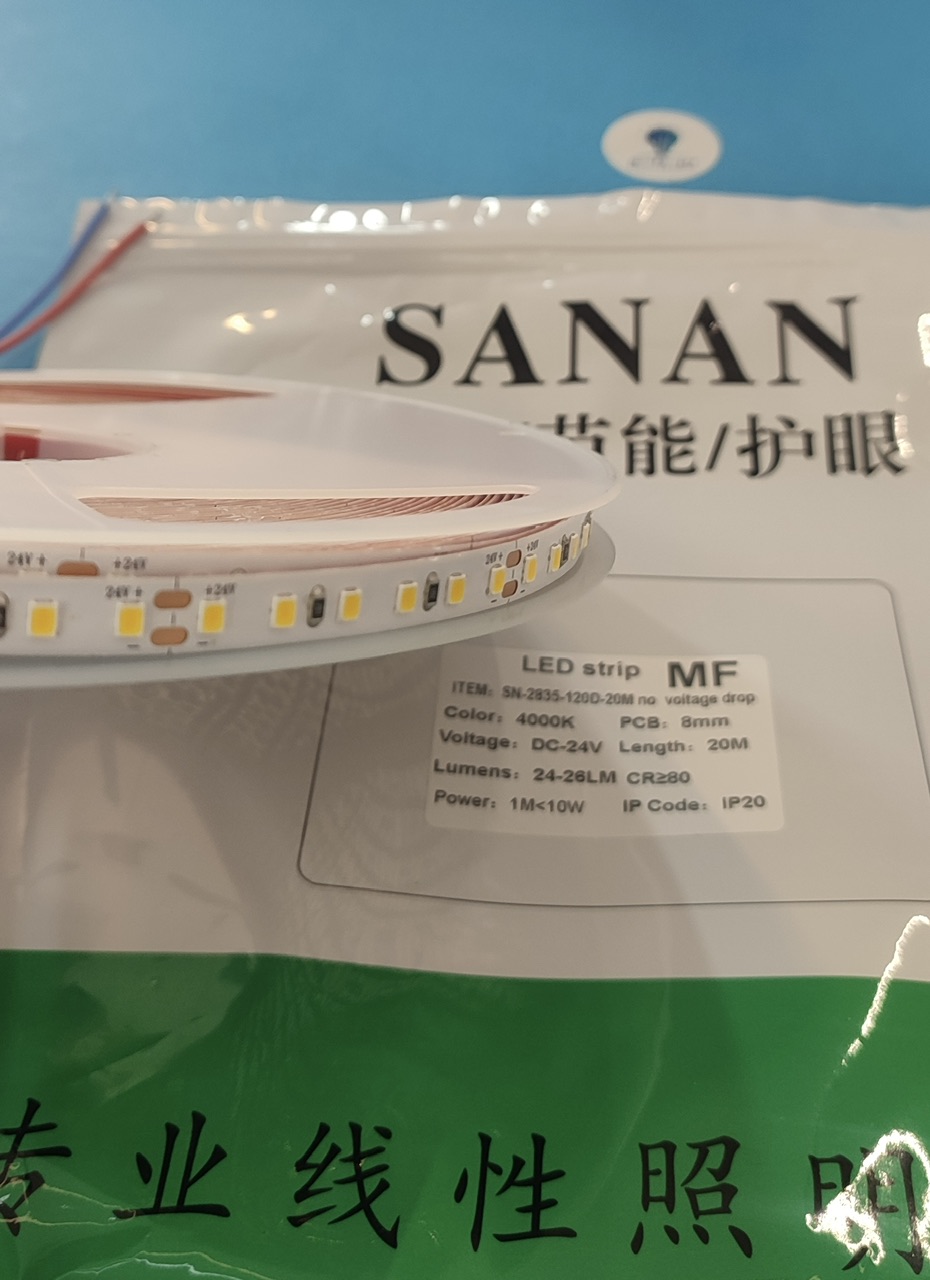 SANAN
节能/护眼
24V+ +24V
24V+ +24V
24V+ +24V
LED strip MF
ITEM: SN-2835-120D-20M no voltage drop
Color: 4000K PCB: 8mm
Voltage: DC-24V Length: 20M
Lumens: 24-26LM CR≥80
Power: 1M<10W IP Code: IP20
专业线性照明